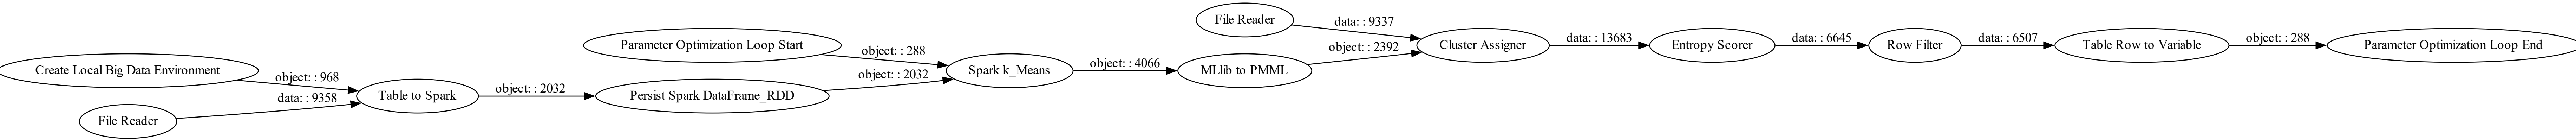 Create Local Big Data Environment
File Reader
object: : 968
data: : 9358
Table to Spark
object: : 2032
Parameter Optimization Loop Start
Persist Spark DataFrame_RDD
object: : 288
object: : 2032
Spark k_Means
object: : 4066
File Reader
MLlib to PMML
data: : 9337
object: : 2392
Cluster Assigner
data: : 13683
Entropy Scorer
data: : 6645
Row Filter
data: : 6507
Table Row to Variable
object: : 288
Parameter Optimization Loop End